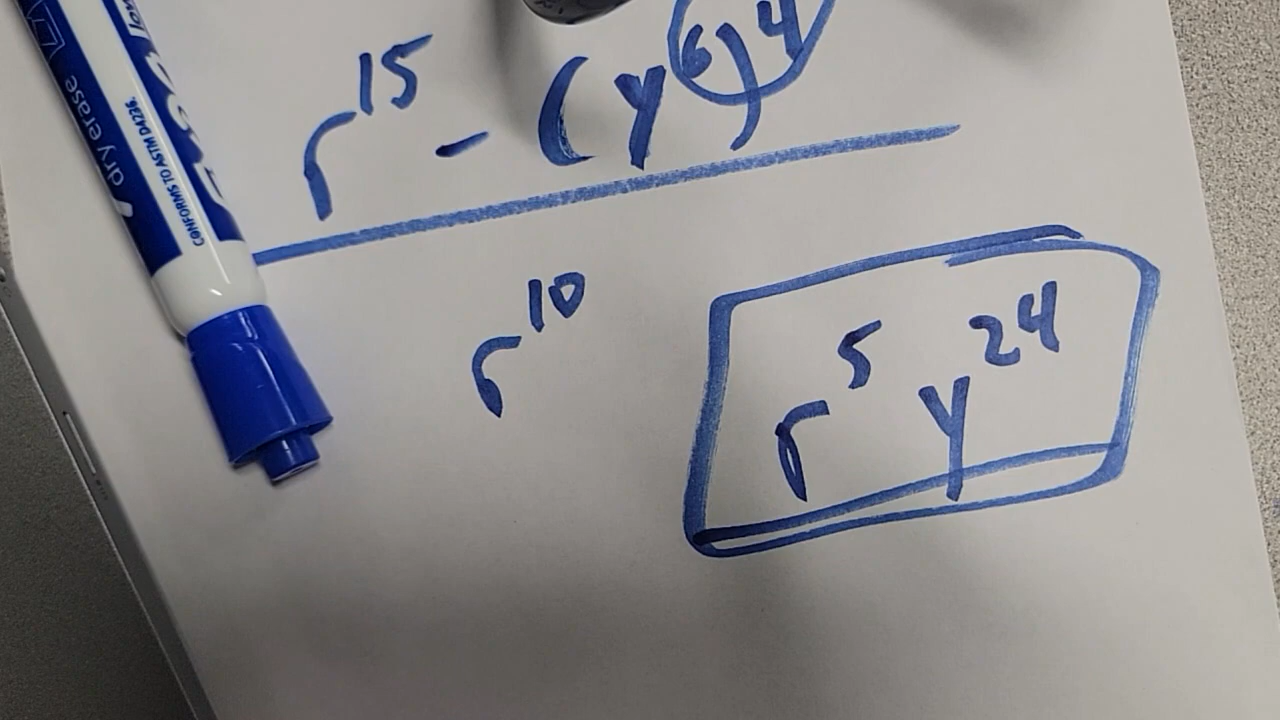 r^15 - (y^6)^4
r^10
r^5 y^24
dry erase
CONFORMS TO ASTM D4236.